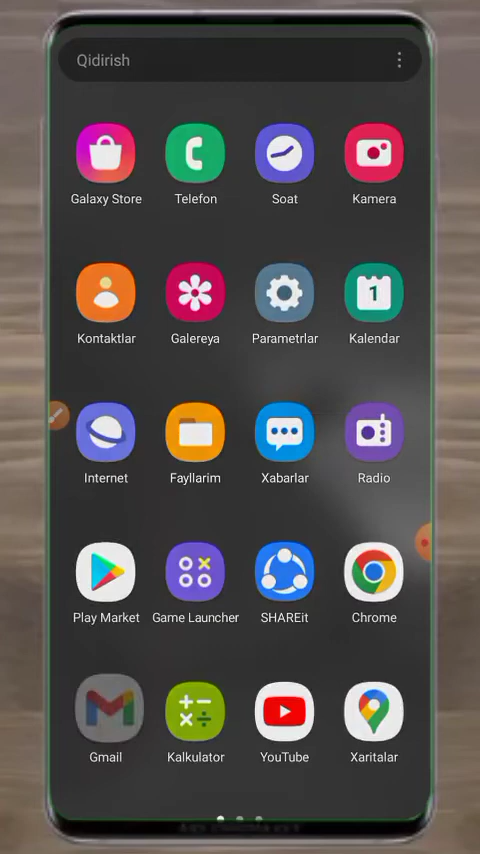 Qidirish
Galaxy Store
Telefon
Soat
Kamera
Kontaktlar
Galereya
Parametrlar
1
Kalendar
Internet
Fayllarim
Xabarlar
Radio
Play Market
Game Launcher
SHAREit
Chrome
Gmail
Kalkulator
YouTube
Xaritalar